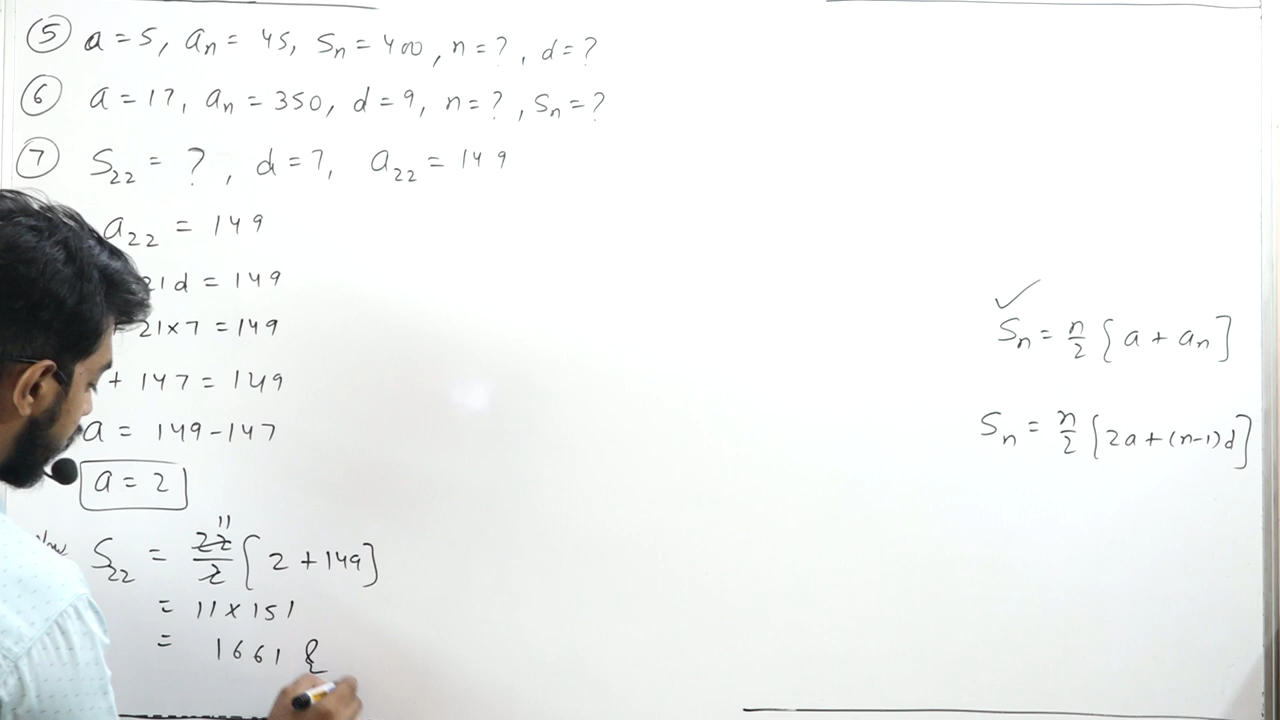 ⑤ a = 5, aₙ = 45, Sₙ = 400, n = ?, d = ?
⑥ a = 17, aₙ = 350, d = 9, n = ?, Sₙ = ?
⑦ S₂₂ = ?, d = 7, a₂₂ = 149
a₂₂ = 149
21d = 149
+ 21×7 = 149
+ 147 = 149
a = 149-147
a = 2
Now S₂₂ = 22/2 [2 + 149] 11
= 11 × 151
= 1661
✓
Sₙ = n/2 [a + aₙ]
Sₙ = n/2 [2a + (n-1)d]